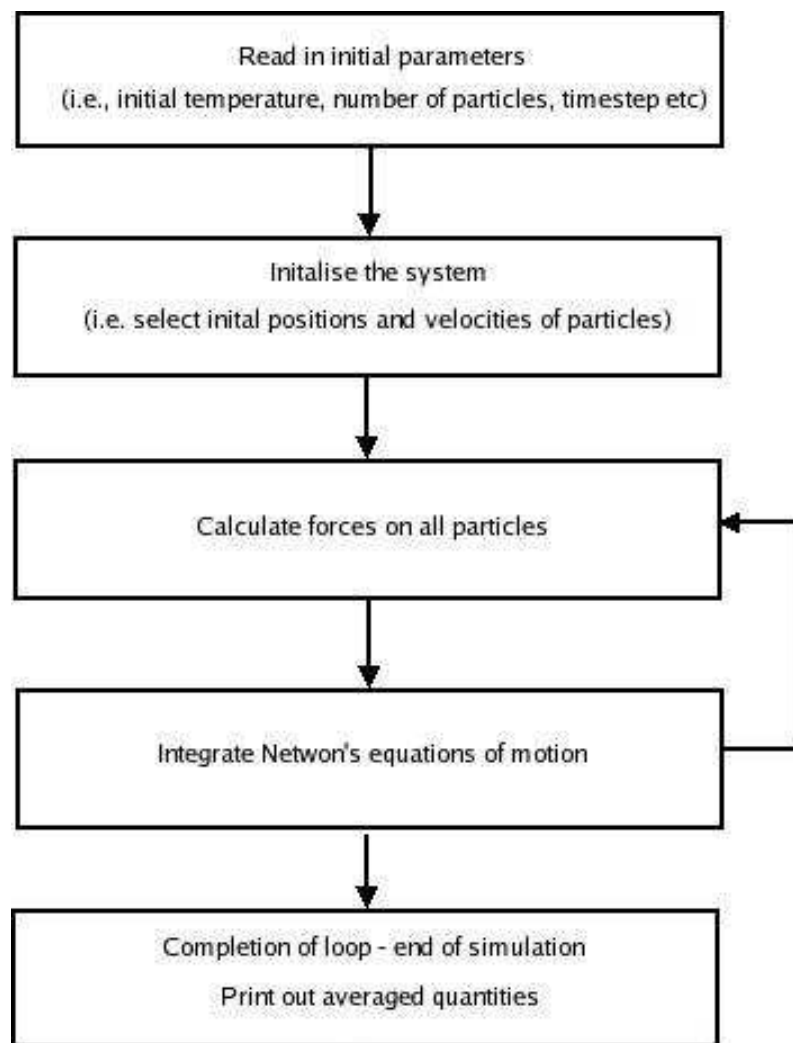 Read in initial parameters
(i.e., initial temperature, number of particles, timestep etc)
Initalise the system
(i.e. select inital positions and velocities of particles)
Calculate forces on all particles
Integrate Netwon's equations of motion
Completion of loop - end of simulation
Print out averaged quantities